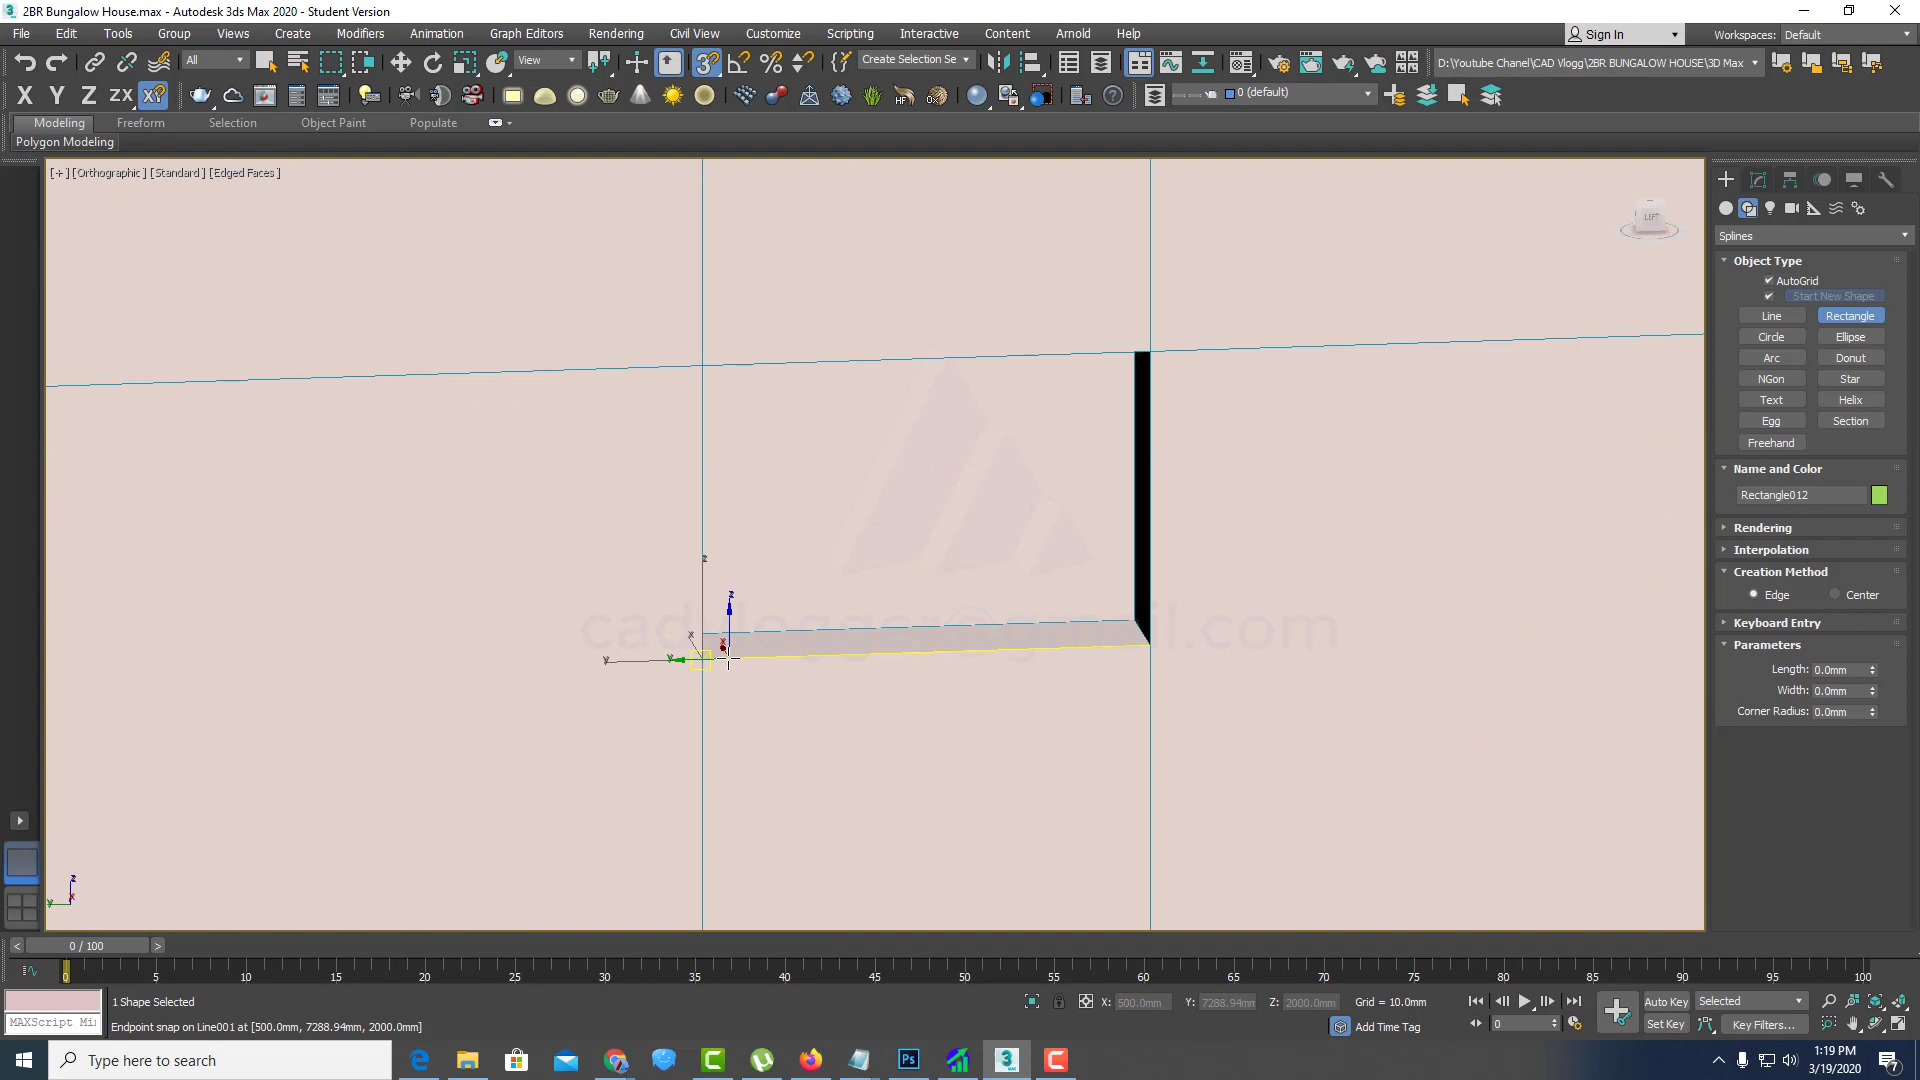 2BR Bungalow House.max - Autodesk 3ds Max 2020 - Student Version
File Edit Tools Group Views Create Modifiers Animation Graph Editors Rendering Civil View Customize Scripting Interactive Content Arnold Help
Sign In Workspaces: Default
All View Create Selection Se D:\Youtube Chanel\CAD Vlogg\2BR BUNGALOW HOUSE\3D Max
X Y Z ZX XY 0 (default)
Modeling Freeform Selection Object Paint Populate
Polygon Modeling
[+] [Orthographic] [Standard] [Edged Faces]
LEFT
Splines
Object Type
AutoGrid
Start New Shape
Line Rectangle
Circle Ellipse
Arc Donut
NGon Star
Text Helix
Egg Section
Freehand
Name and Color
Rectangle012
Rendering
Interpolation
Creation Method
Edge Center
Keyboard Entry
Parameters
Length: 0.0mm
Width: 0.0mm
Corner Radius: 0.0mm
0 / 100
0 5 10 15 20 25 30 35 40 45 50 55 60 65 70 75 80 85 90 95 100
1 Shape Selected
X: 500.0mm Y: 7288.94mm Z: 2000.0mm Grid = 10.0mm
Auto Key Selected
MAXScript Mi
Endpoint snap on Line001 at [500.0mm, 7288.94mm, 2000.0mm]
Add Time Tag
0
Set Key Key Filters...
Type here to search
1:19 PM
3/19/2020